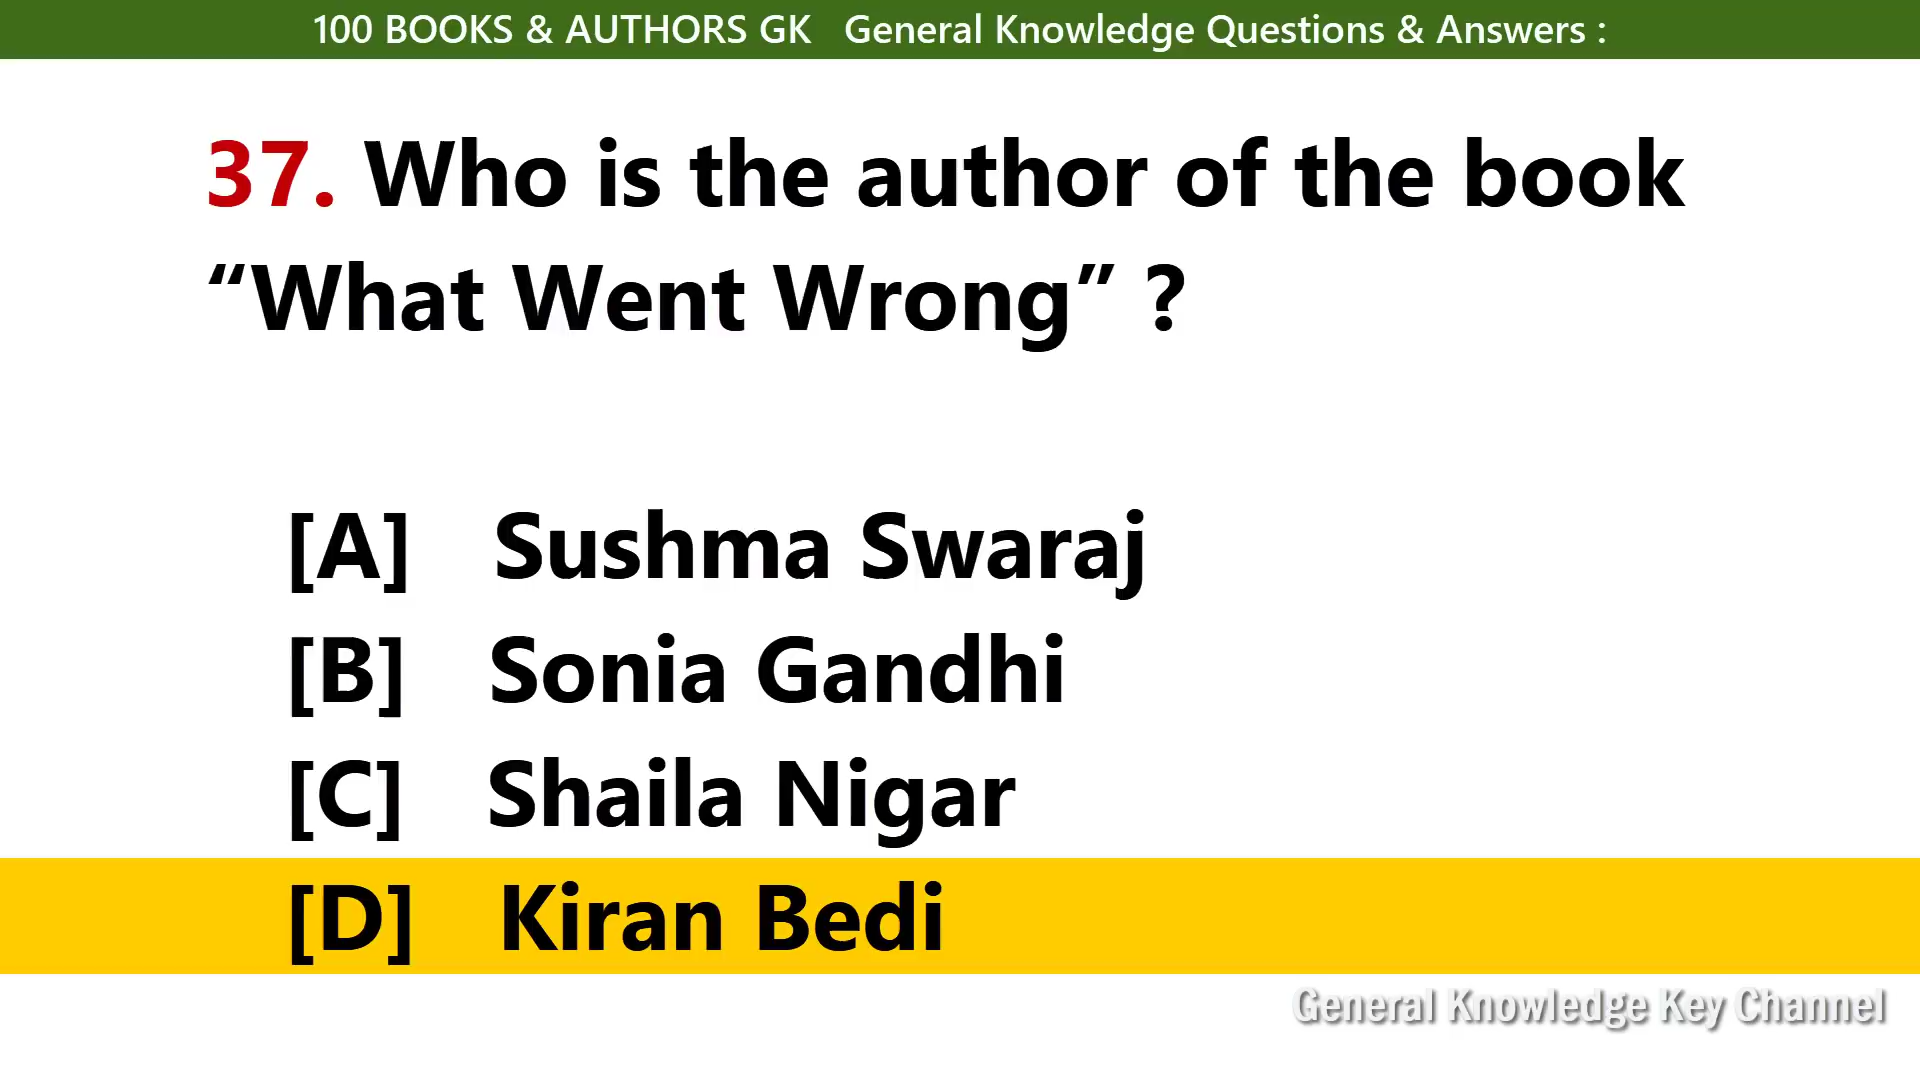 100 BOOKS & AUTHORS GK General Knowledge Questions & Answers :
37. Who is the author of the book
“What Went Wrong” ?
[A] Sushma Swaraj
[B] Sonia Gandhi
[C] Shaila Nigar
[D] Kiran Bedi
General Knowledge Key Channel